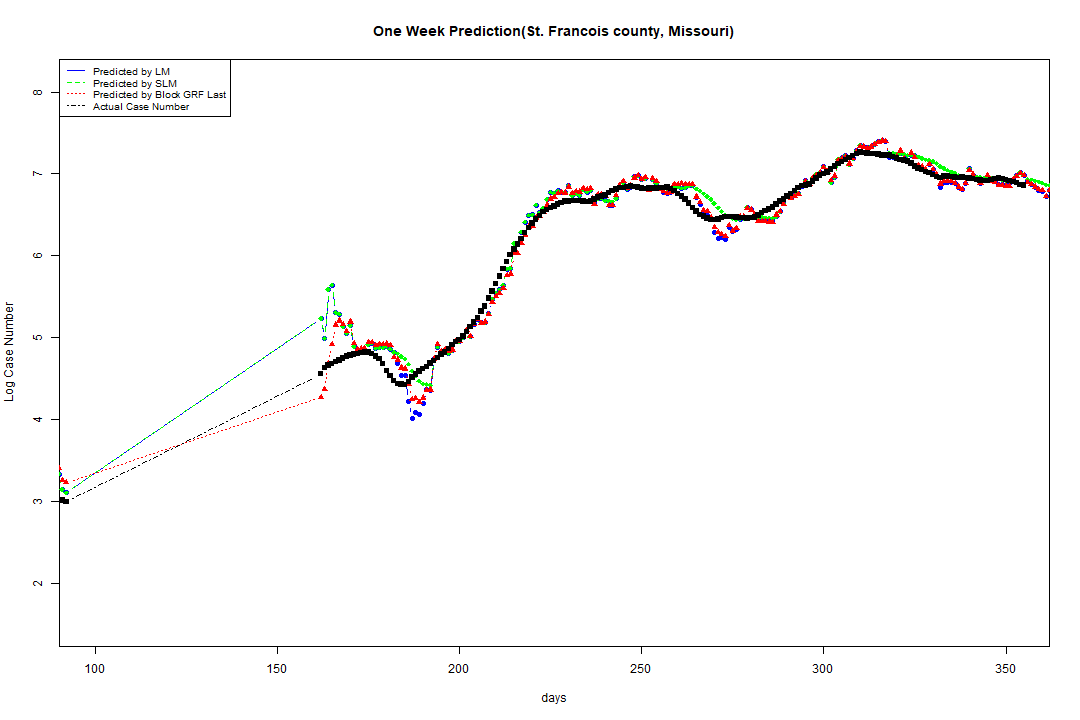 One Week Prediction(St. Francois county, Missouri)
Predicted by LM
Predicted by SLM
Predicted by Block GRF Last
Actual Case Number
8
7
6
5
4
3
2
Log Case Number
100 150 200 250 300 350
days